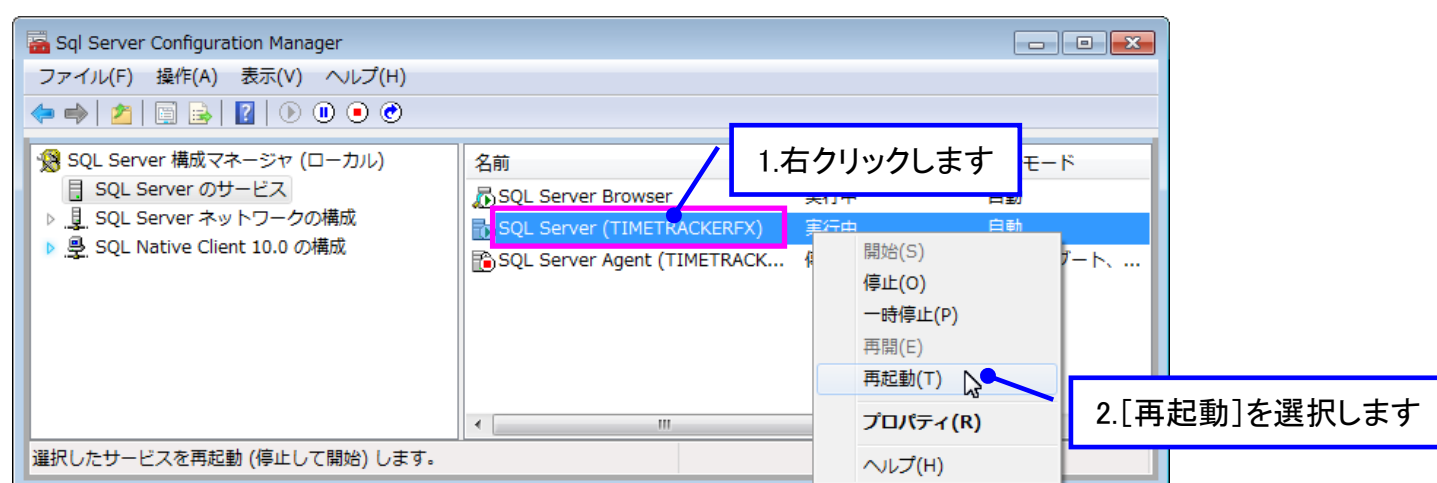 Sql Server Configuration Manager
ファイル(F) 操作(A) 表示(V) ヘルプ(H)
SQL Server 構成マネージャ (ローカル)
SQL Server のサービス
SQL Server ネットワークの構成
SQL Native Client 10.0 の構成
名前 モード
1.右クリックします
SQL Server Browser 実行中 自動
SQL Server (TIMETRACKERFX) 実行中 自動
SQL Server Agent (TIMETRACK... ブート、...
開始(S)
停止(O)
一時停止(P)
再開(E)
再起動(T)
プロパティ(R)
ヘルプ(H)
2.[再起動]を選択します
選択したサービスを再起動 (停止して開始) します。